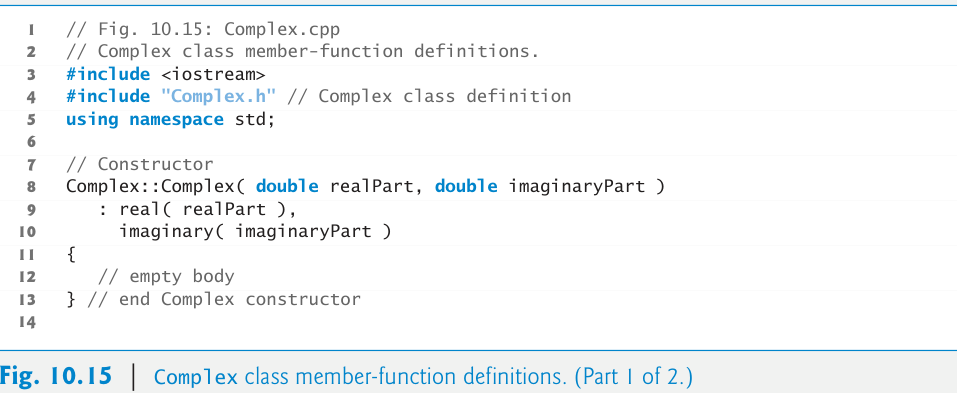 1 // Fig. 10.15: Complex.cpp
2 // Complex class member-function definitions.
3 #include <iostream>
4 #include "Complex.h" // Complex class definition
5 using namespace std;
6
7 // Constructor
8 Complex::Complex( double realPart, double imaginaryPart )
9    : real( realPart ),
10      imaginary( imaginaryPart )
11 {
12    // empty body
13 } // end Complex constructor
14
Fig. 10.15 | Complex class member-function definitions. (Part 1 of 2.)